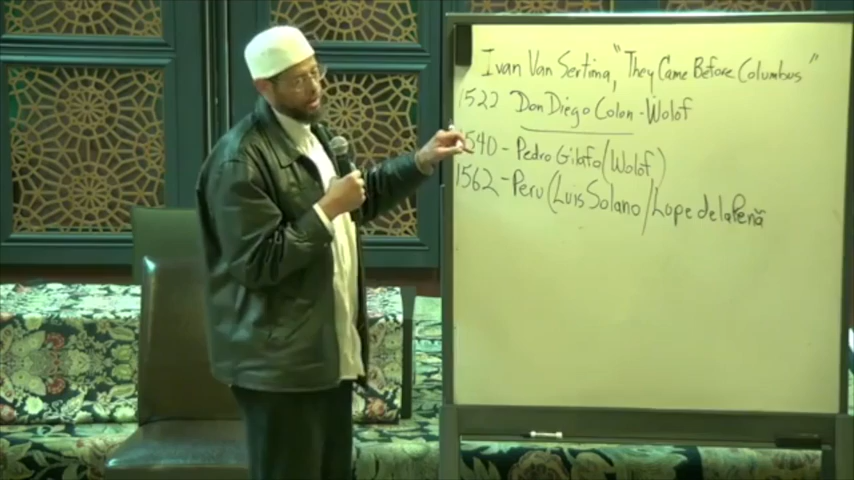 Ivan Van Sertima, "They Came Before Columbus"
1522 Don Diego Colon - Wolof
1540 - Pedro Gilafo (Wolof)
1562 - Peru (Luis Solano / Lope de la Peña